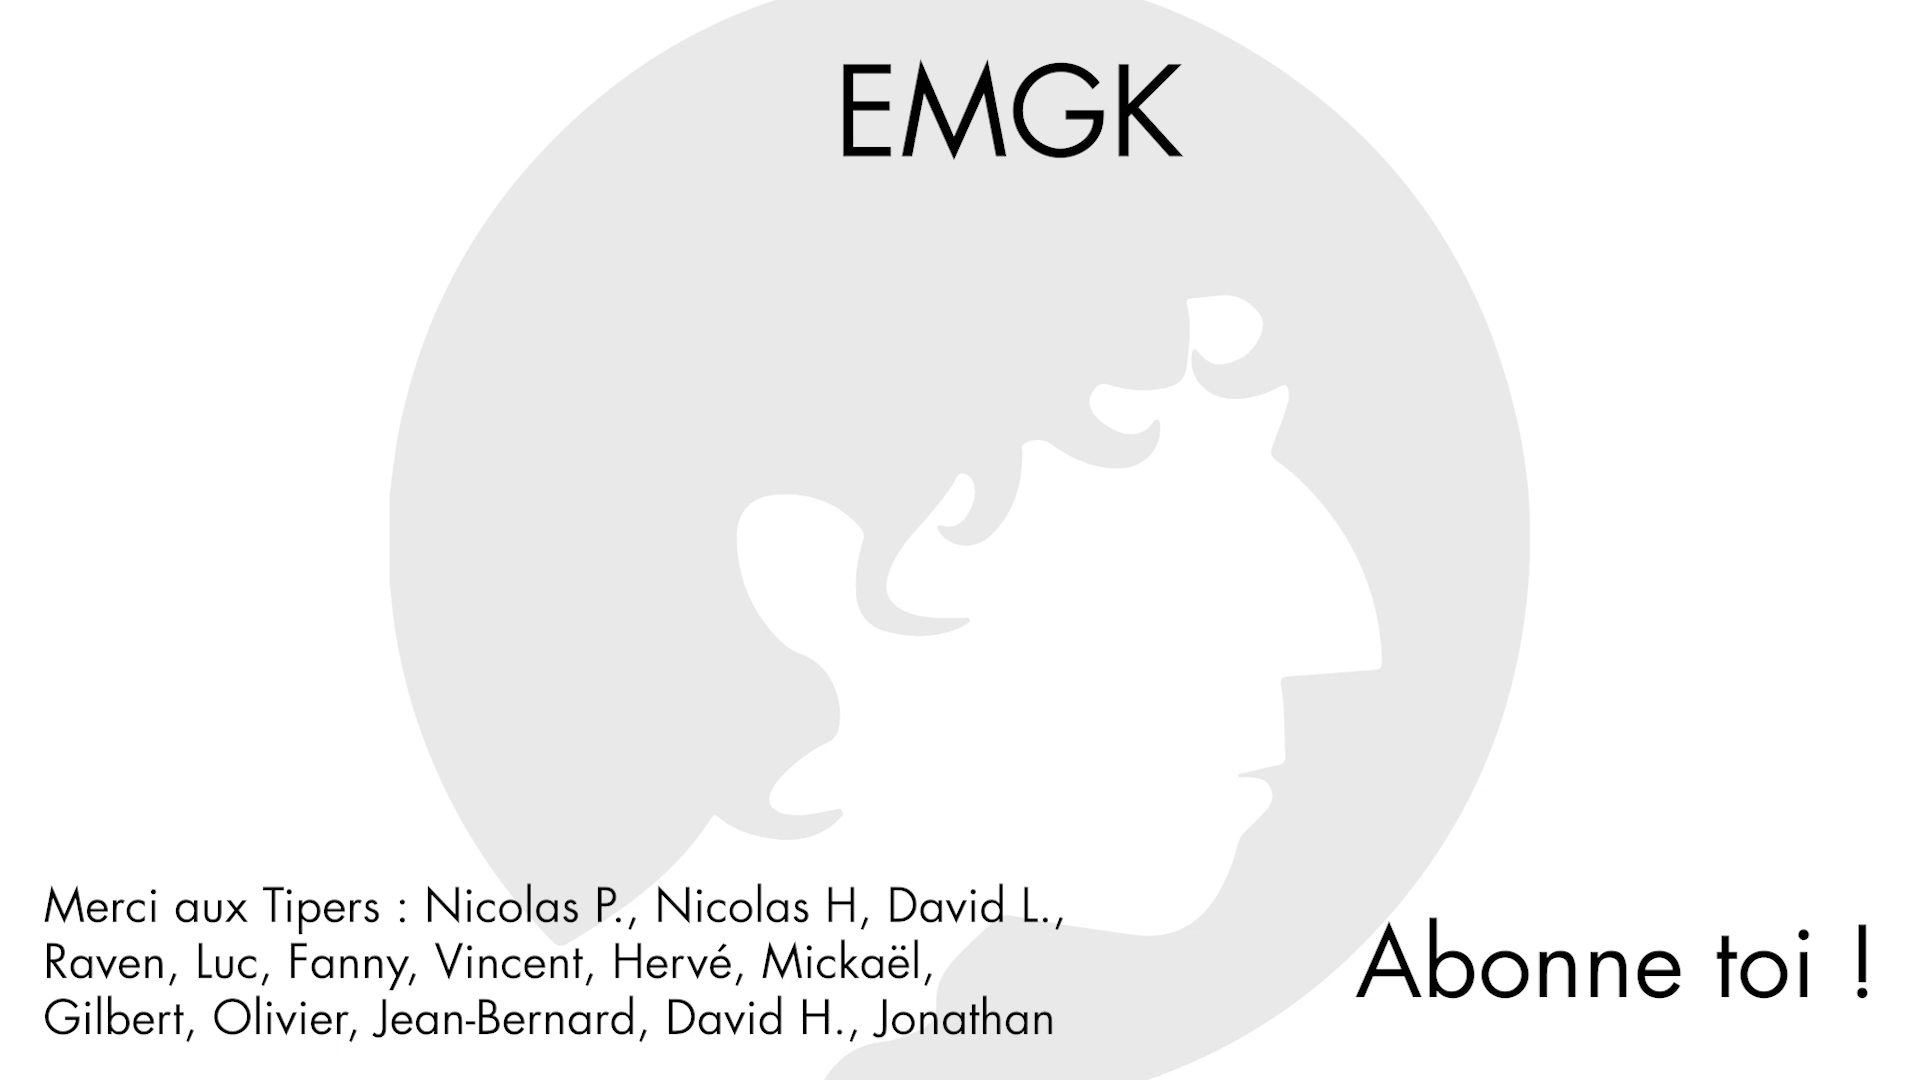 EMGK
Merci aux Tipers : Nicolas P., Nicolas H, David L.,
Raven, Luc, Fanny, Vincent, Hervé, Mickaël,
Gilbert, Olivier, Jean-Bernard, David H., Jonathan
Abonne toi !